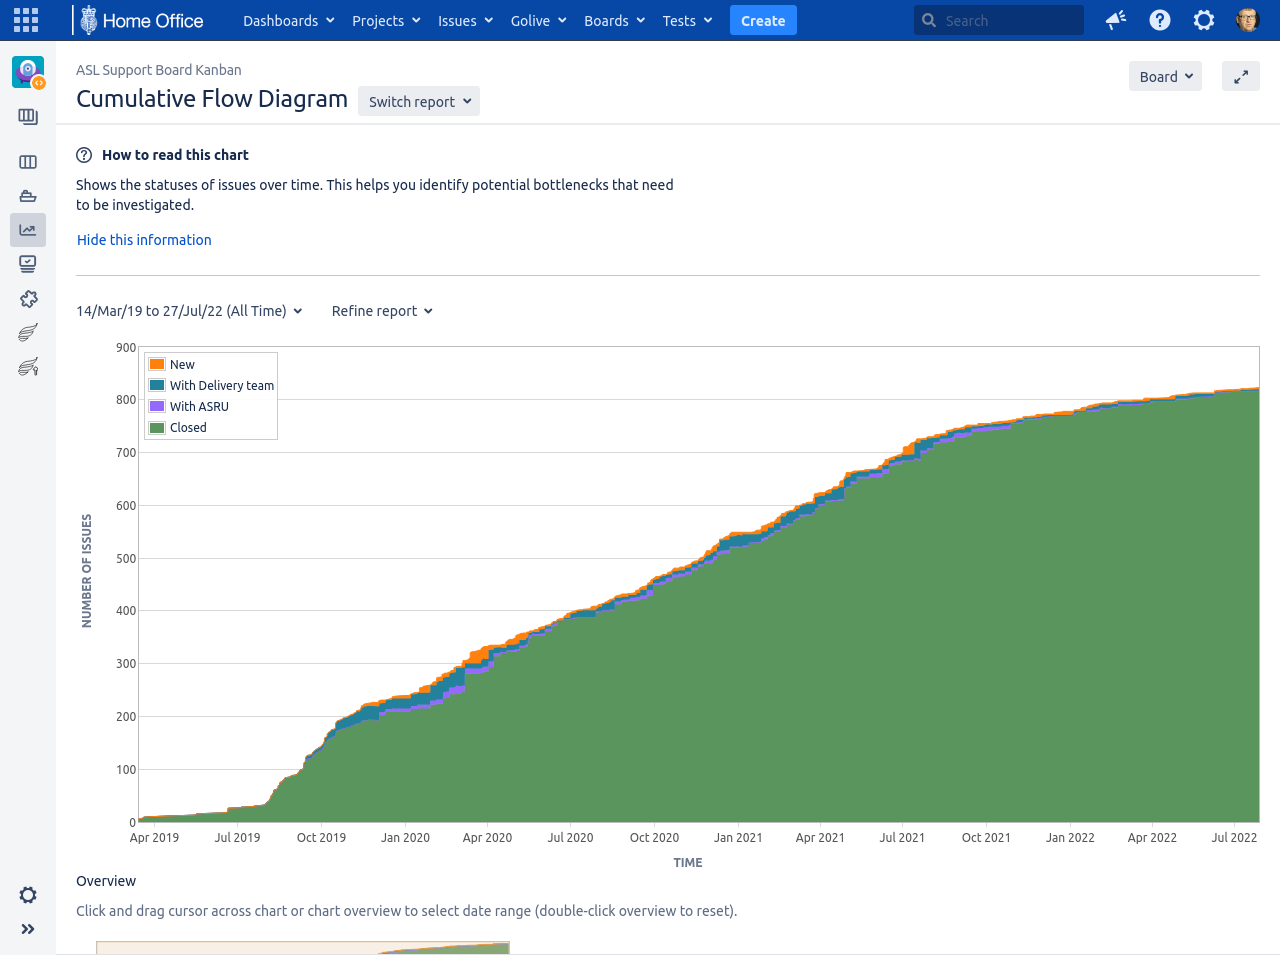 Home Office Dashboards Projects Issues Golive Boards Tests Create Search
ASL Support Board Kanban
Cumulative Flow Diagram Switch report Board
How to read this chart
Shows the statuses of issues over time. This helps you identify potential bottlenecks that need
to be investigated.
Hide this information
14/Mar/19 to 27/Jul/22 (All Time) Refine report
New
With Delivery team
With ASRU
Closed
900
800
700
600
500
400
300
200
100
0
NUMBER OF ISSUES
Apr 2019 Jul 2019 Oct 2019 Jan 2020 Apr 2020 Jul 2020 Oct 2020 Jan 2021 Apr 2021 Jul 2021 Oct 2021 Jan 2022 Apr 2022 Jul 2022
TIME
Overview
Click and drag cursor across chart or chart overview to select date range (double-click overview to reset).